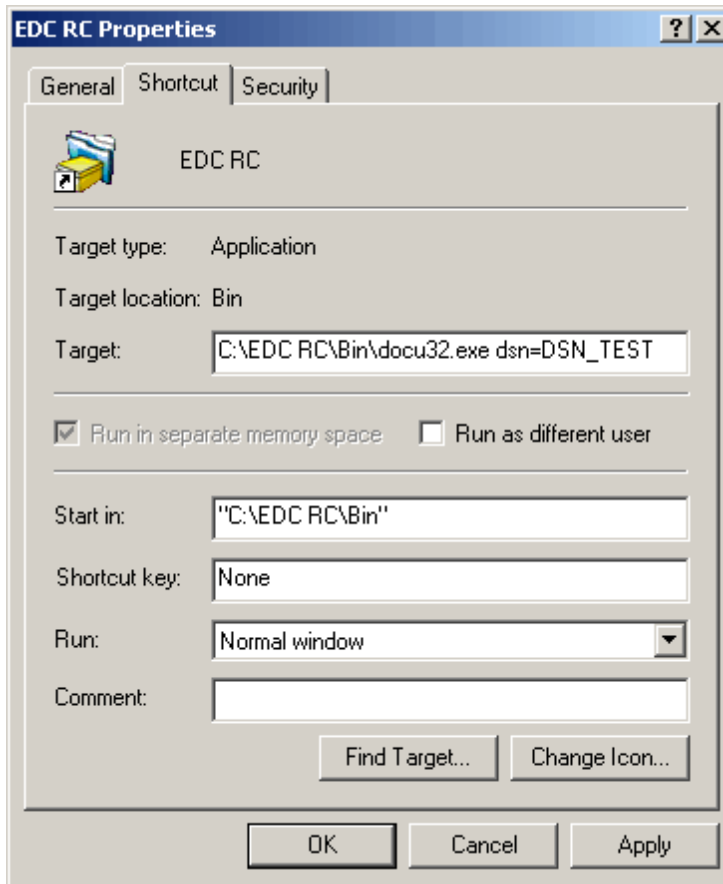 EDC RC Properties
General Shortcut Security
EDC RC
Target type: Application
Target location: Bin
Target: C:\EDC RC\Bin\docu32.exe dsn=DSN_TEST
Run in separate memory space Run as different user
Start in: "C:\EDC RC\Bin"
Shortcut key: None
Run: Normal window
Comment:
Find Target... Change Icon...
OK Cancel Apply